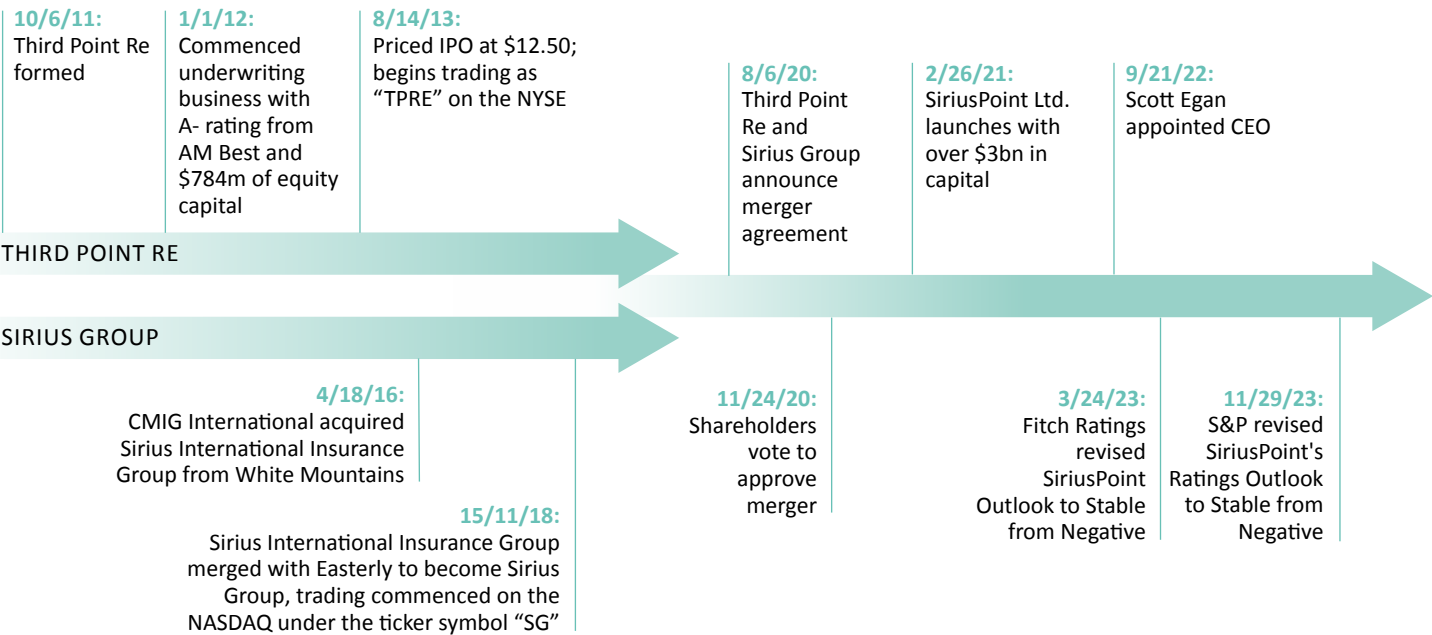 10/6/11:
Third Point Re
formed
1/1/12:
Commenced
underwriting
business with
A- rating from
AM Best and
$784m of equity
capital
8/14/13:
Priced IPO at $12.50;
begins trading as
“TPRE” on the NYSE
8/6/20:
Third Point
Re and
Sirius Group
announce
merger
agreement
2/26/21:
SiriusPoint Ltd.
launches with
over $3bn in
capital
9/21/22:
Scott Egan
appointed CEO
THIRD POINT RE
SIRIUS GROUP
4/18/16:
CMIG International acquired
Sirius International Insurance
Group from White Mountains
15/11/18:
Sirius International Insurance Group
merged with Easterly to become Sirius
Group, trading commenced on the
NASDAQ under the ticker symbol “SG”
11/24/20:
Shareholders
vote to
approve
merger
3/24/23:
Fitch Ratings
revised
SiriusPoint
Outlook to Stable
from Negative
11/29/23:
S&P revised
SiriusPoint's
Ratings Outlook
to Stable from
Negative